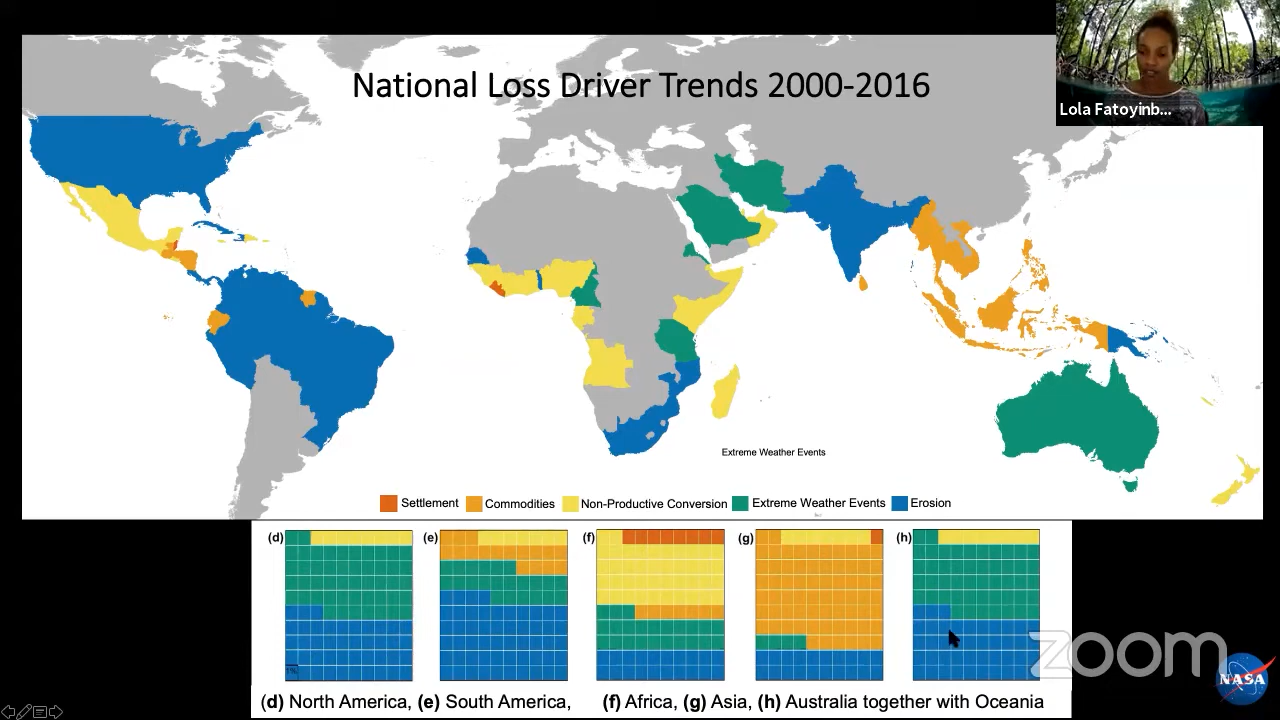 National Loss Driver Trends 2000-2016
Lola Fatoyinb...
Extreme Weather Events
Settlement Commodities Non-Productive Conversion Extreme Weather Events Erosion
(d) (e) (f) (g) (h)
1%
(d) North America, (e) South America, (f) Africa, (g) Asia, (h) Australia together with Oceania
zoom
NASA